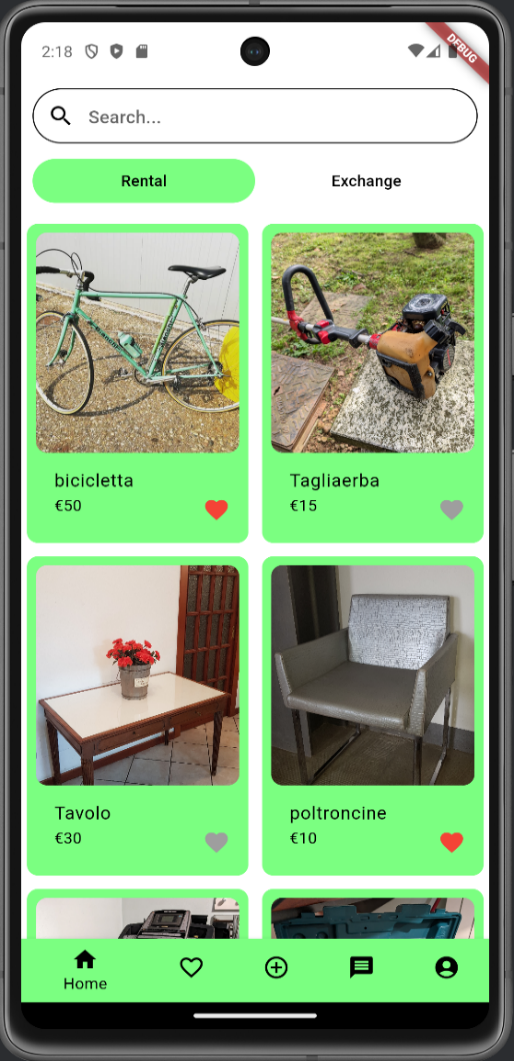 2:18
DEBUG
Search...
Rental Exchange
bicicletta
€50
Tagliaerba
€15
Tavolo
€30
poltroncine
€10
Home